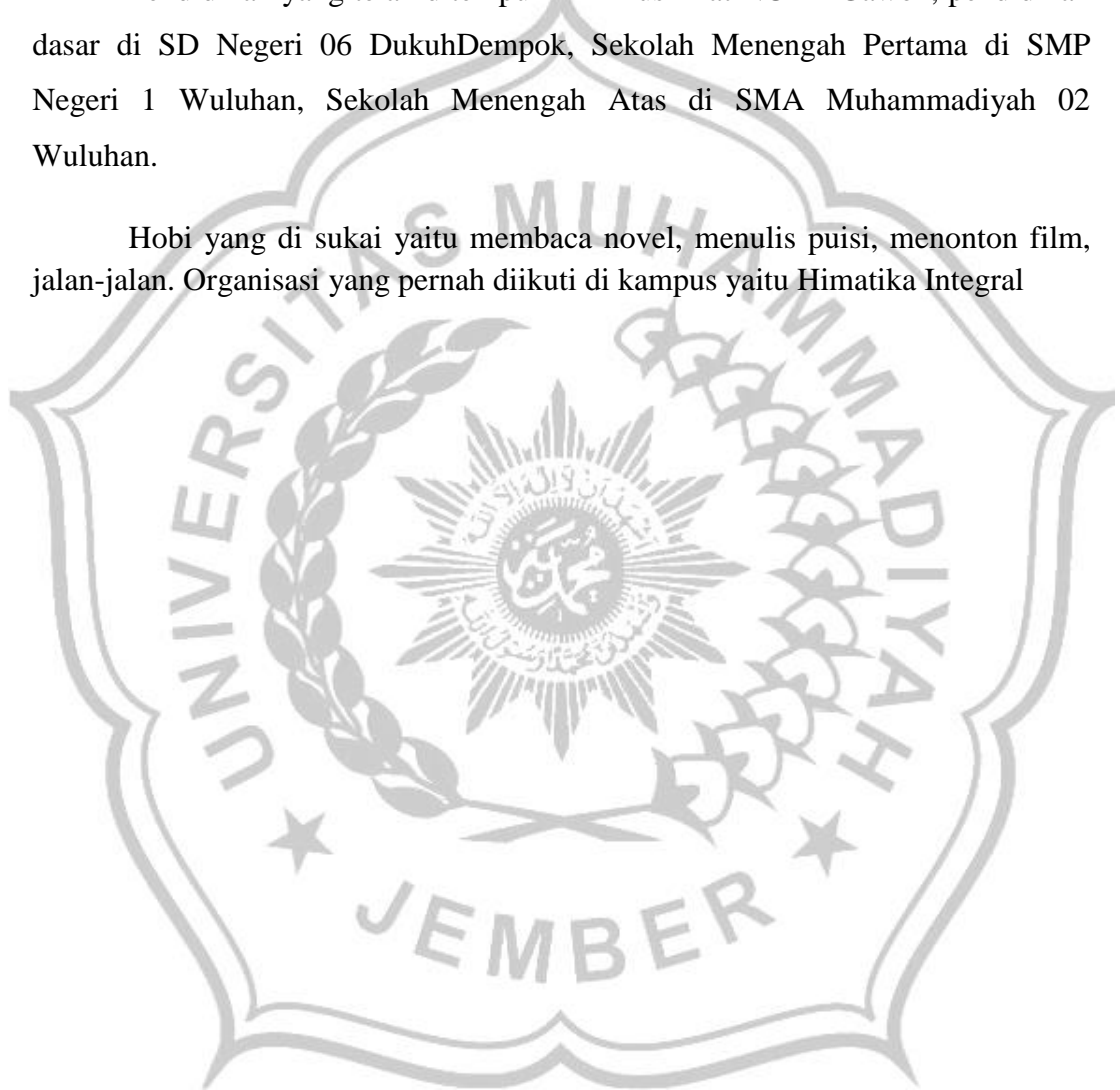 dasar di SD Negeri 06 DukuhDempok, Sekolah Menengah Pertama di SMP
Negeri 1 Wuluhan, Sekolah Menengah Atas di SMA Muhammadiyah 02
Wuluhan.
Hobi yang di sukai yaitu membaca novel, menulis puisi, menonton film,
jalan-jalan. Organisasi yang pernah diikuti di kampus yaitu Himatika Integral
UNIVERSITAS MUHAMMADIYAH
JEMBER